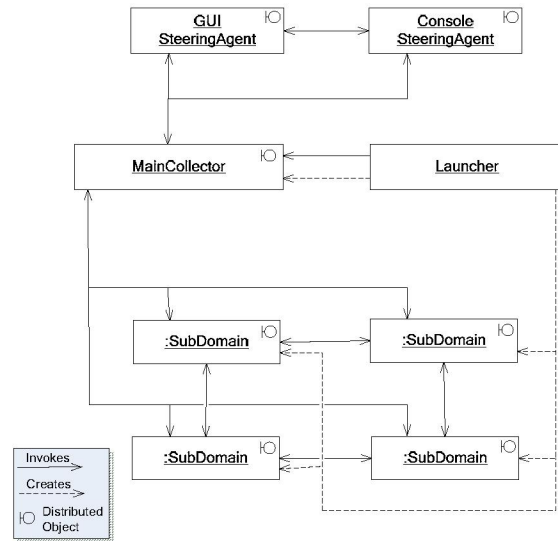 GUI
SteeringAgent
Console
SteeringAgent
MainCollector
Launcher
:SubDomain
:SubDomain
:SubDomain
:SubDomain
Invokes
Creates
Distributed
Object